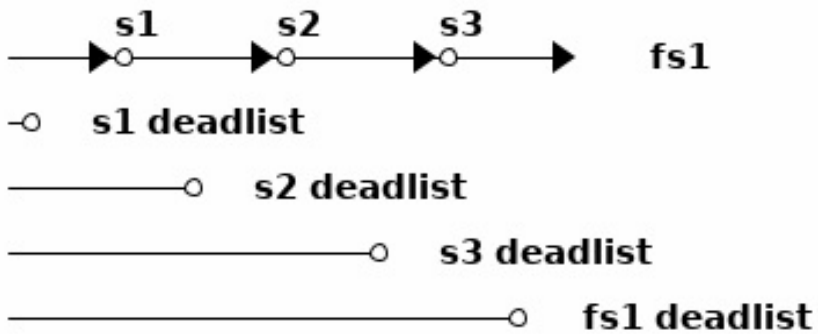 s1 s2 s3
fs1
s1 deadlist
s2 deadlist
s3 deadlist
fs1 deadlist